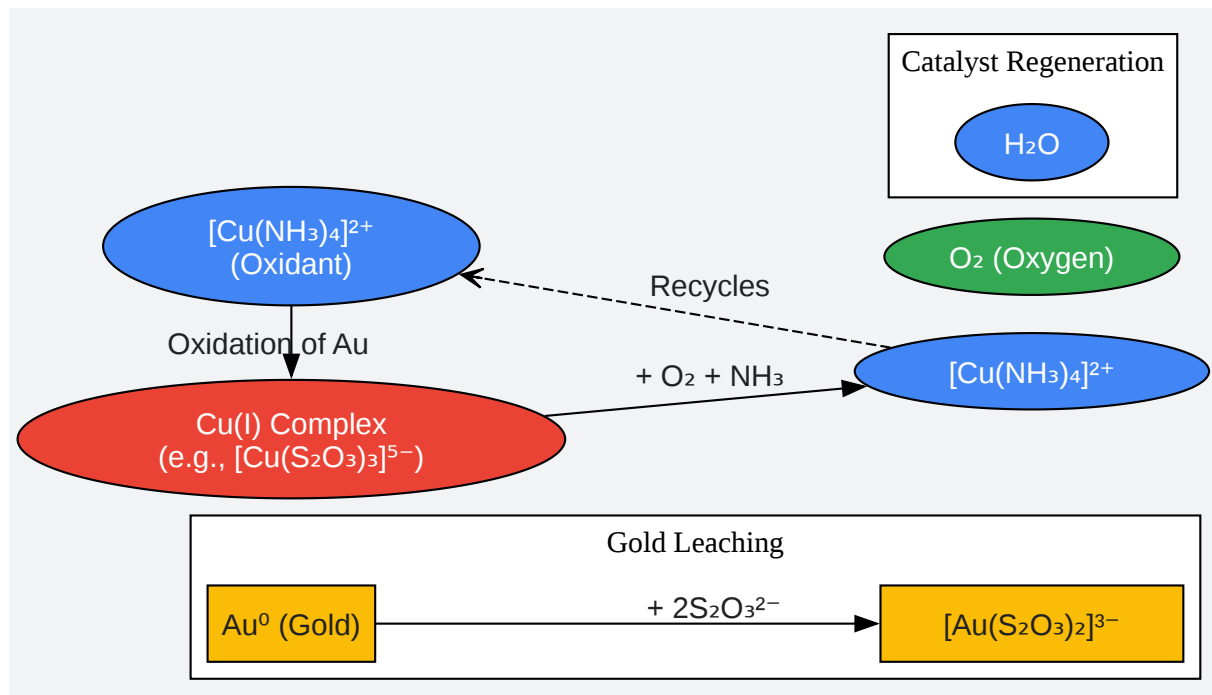 Catalyst Regeneration
H₂O
[Cu(NH₃)₄]²⁺
(Oxidant)
O₂ (Oxygen)
Recycles
Oxidation of Au
+ O₂ + NH₃
[Cu(NH₃)₄]²⁺
Cu(I) Complex
(e.g., [Cu(S₂O₃)₃]⁵⁻)
Gold Leaching
Au⁰ (Gold)
+ 2S₂O₃²⁻
[Au(S₂O₃)₂]³⁻